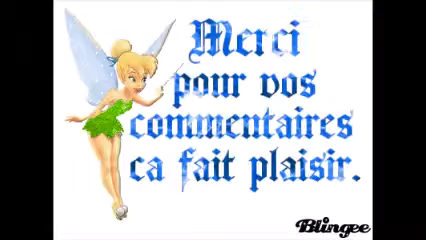 Merci
pour vos
commentaires
ca fait plaisir.
Blingee